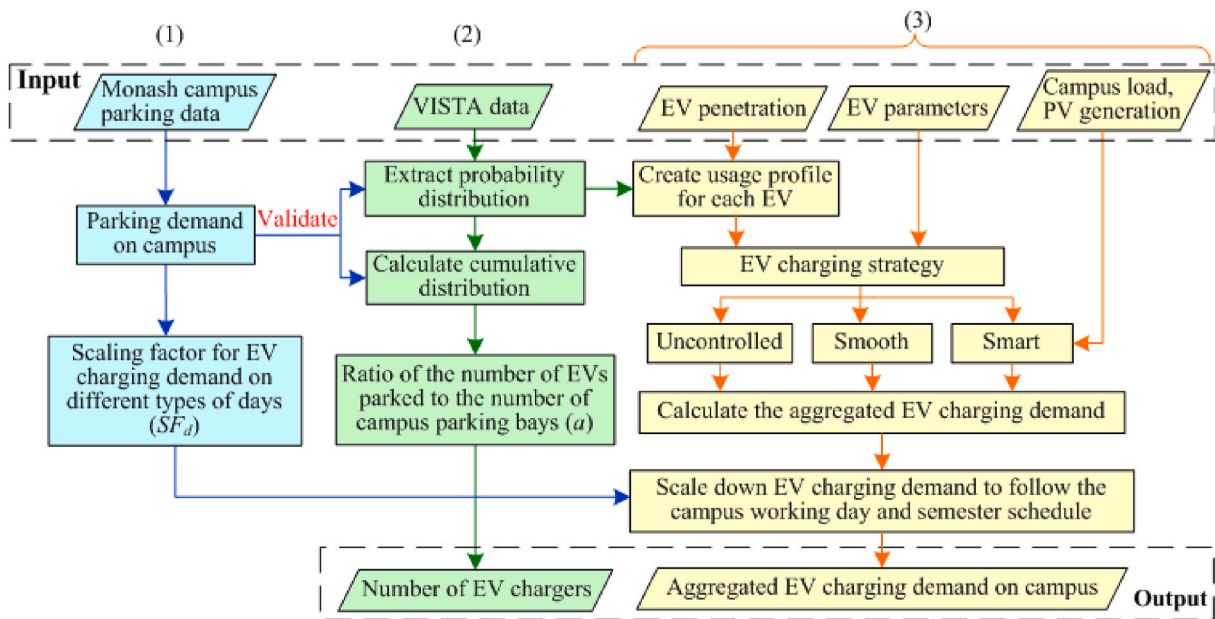 (1)
(2)
(3)
Input
Monash campus
parking data
VISTA data
EV penetration
EV parameters
Campus load,
PV generation
Extract probability
distribution
Create usage profile
for each EV
Parking demand
on campus
Validate
Calculate cumulative
distribution
EV charging strategy
Uncontrolled
Smooth
Smart
Scaling factor for EV
charging demand on
different types of days
(SF_d)
Ratio of the number of EVs
parked to the number of
campus parking bays (a)
Calculate the aggregated EV charging demand
Scale down EV charging demand to follow the
campus working day and semester schedule
Number of EV chargers
Aggregated EV charging demand on campus
Output